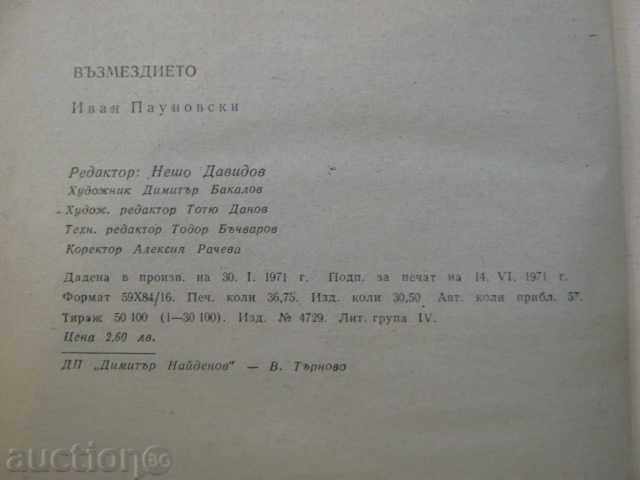 ВЪЗМЕЗДИЕТО
Иван Пауновски
Редактор: Нешо Давидов
Художник Димитър Бакалов
Худож. редактор Тотю Данов
Техн. редактор Тодор Бъчваров
Коректор Алексия Рачева
Дадена в произв. на 30. I. 1971 г. Подп. за печат на 14. VI. 1971 г.
Формат 59X84/16. Печ. коли 36,75. Изд. коли 30,50 Авт. коли прибл. 57.
Тираж 50 100 (1—30 100). Изд. № 4729. Лит. група IV.
Цена 2,60 лв.
ДП „Димитър Найденов" — В. Търново
auction BG